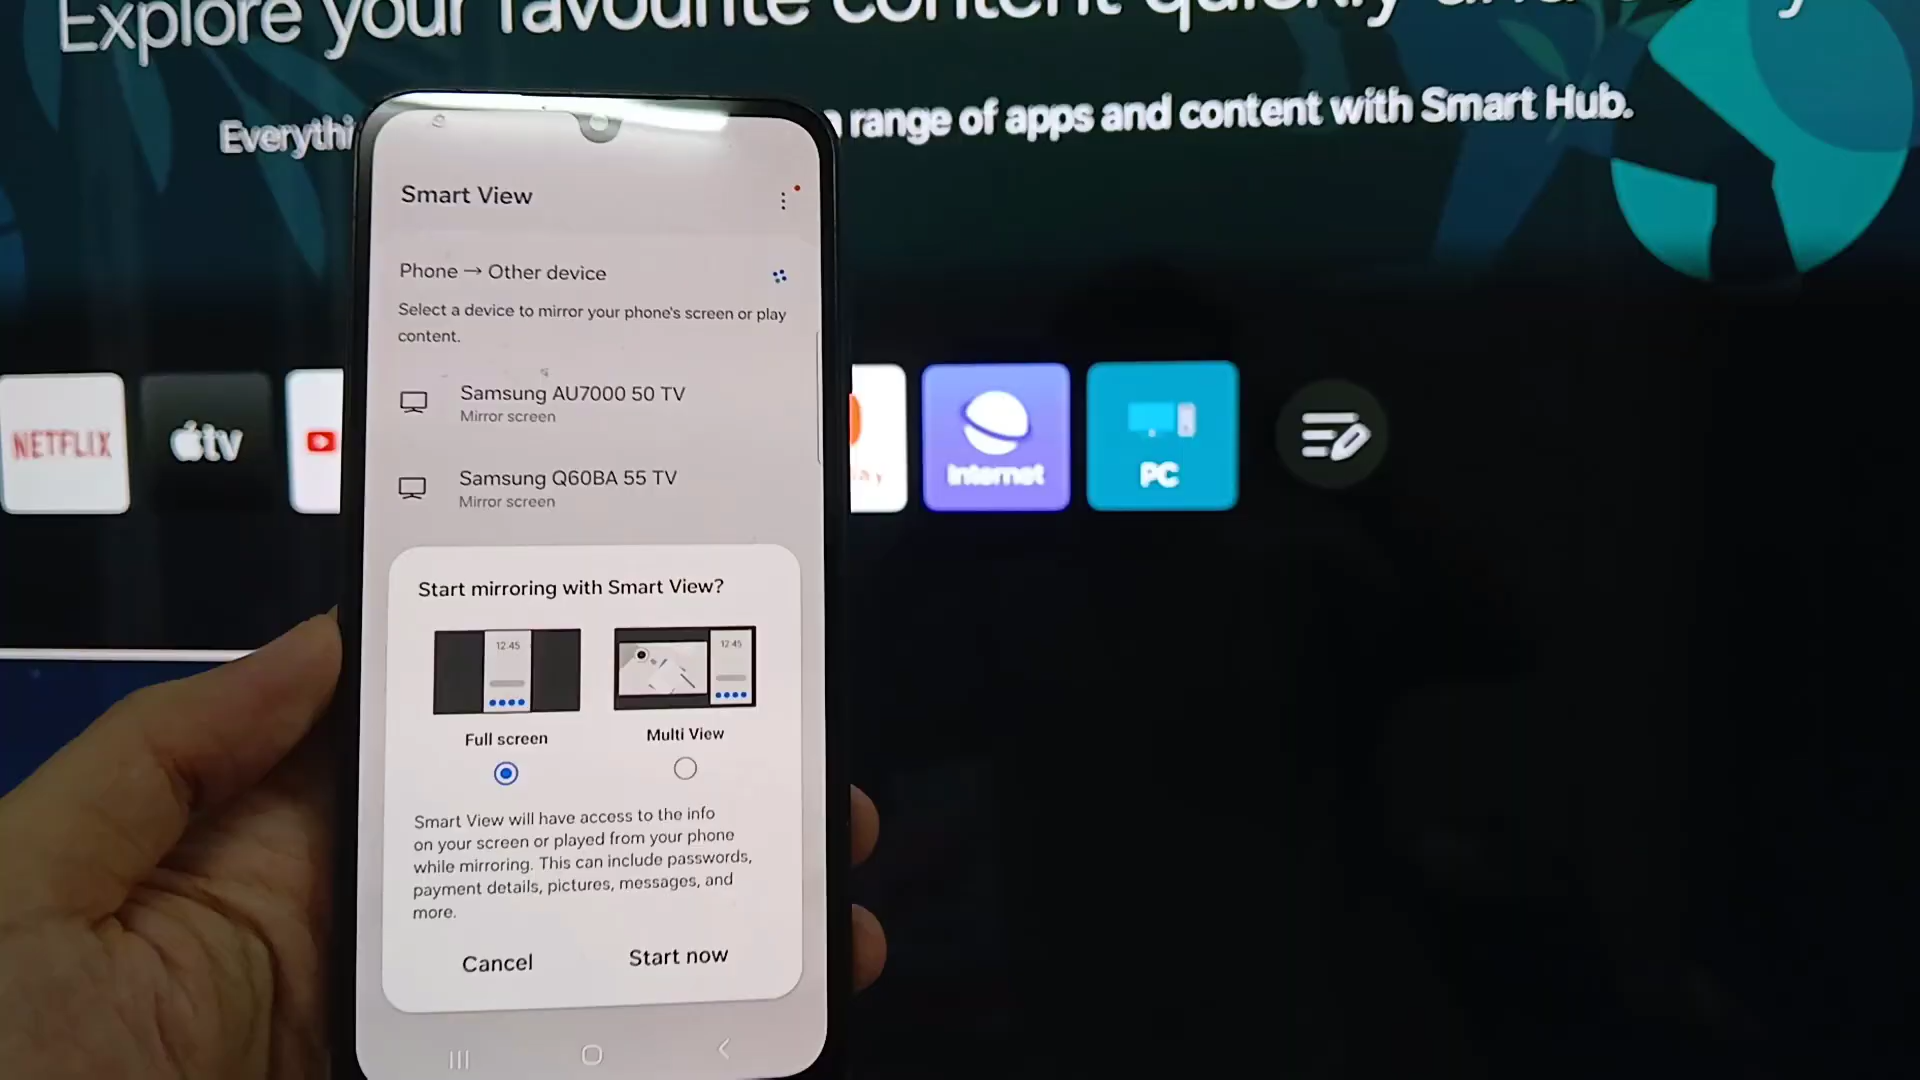 Explore your favourite content quickly and
Everythi
range of apps and content with Smart Hub.
Smart View
Phone → Other device
Select a device to mirror your phone's screen or play
content.
Samsung AU7000 50 TV
Mirror screen
Samsung Q60BA 55 TV
Mirror screen
NETFLIX
tv
Internet
PC
Start mirroring with Smart View?
12:45
12:45
Full screen
Multi View
Smart View will have access to the info
on your screen or played from your phone
while mirroring. This can include passwords,
payment details, pictures, messages, and
more.
Cancel
Start now